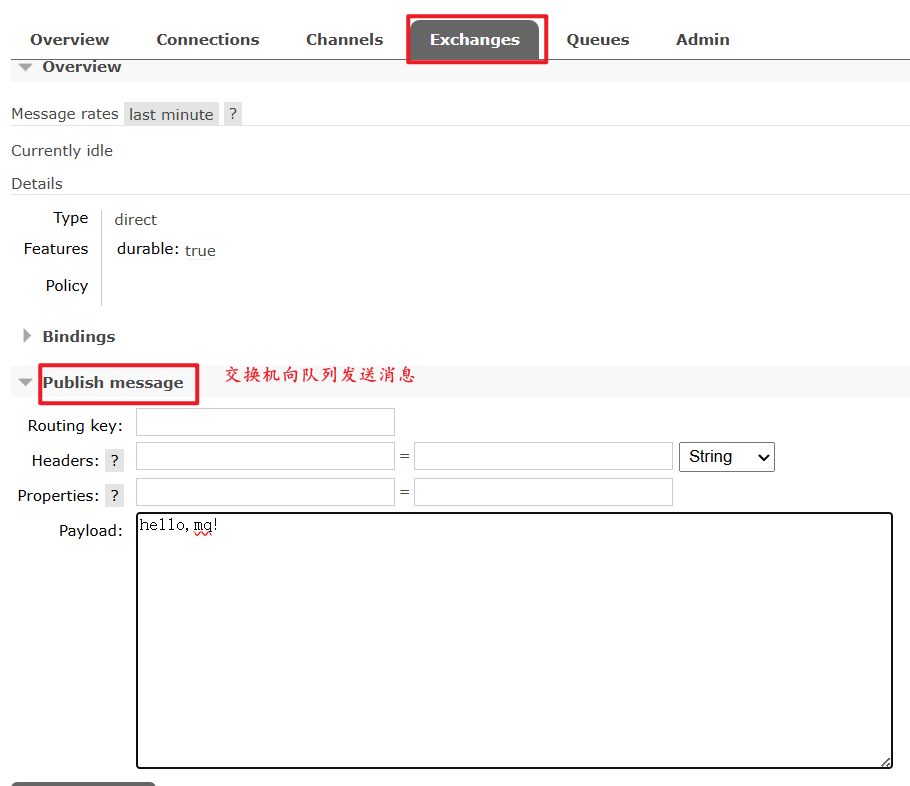 Overview Connections Channels Exchanges Queues Admin
Overview
Message rates last minute ?
Currently idle
Details
Type direct
Features durable: true
Policy
Bindings
Publish message 交换机向队列发送消息
Routing key:
Headers: ? = String
Properties: ? =
Payload: hello,mq!